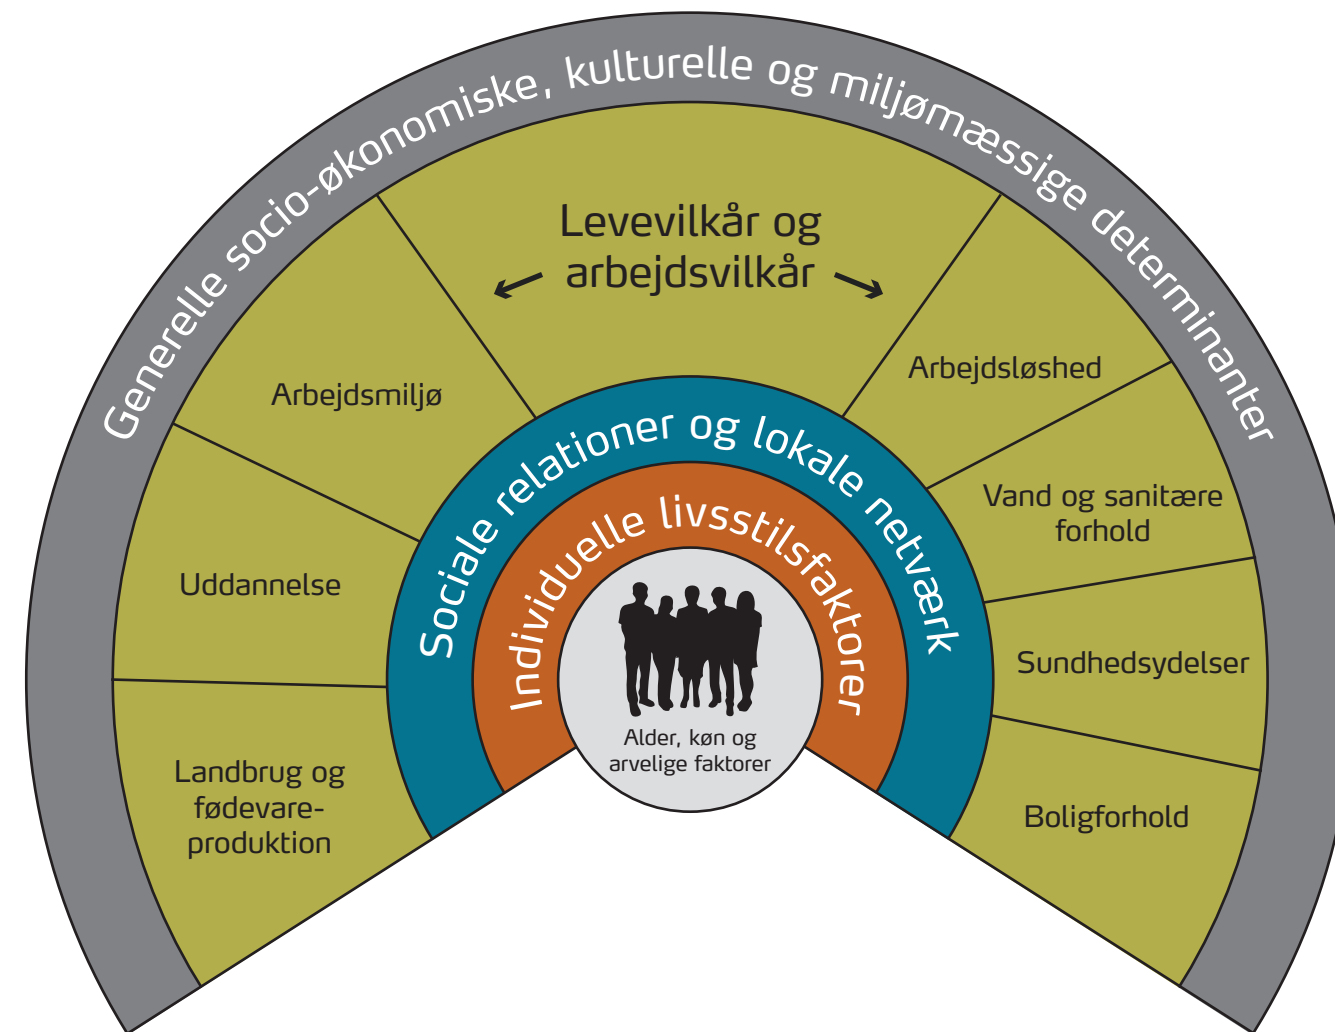 Generelle socio-økonomiske, kulturelle og miljømæssige determinanter
Levevilkår og
arbejdsvilkår
Arbejdsmiljø
Uddannelse
Landbrug og
fødevare-
produktion
Arbejdsløshed
Vand og sanitære
forhold
Sundhedsydelser
Boligforhold
Sociale relationer og lokale netværk
Individuelle livsstilsfaktorer
Alder, køn og
arvelige faktorer